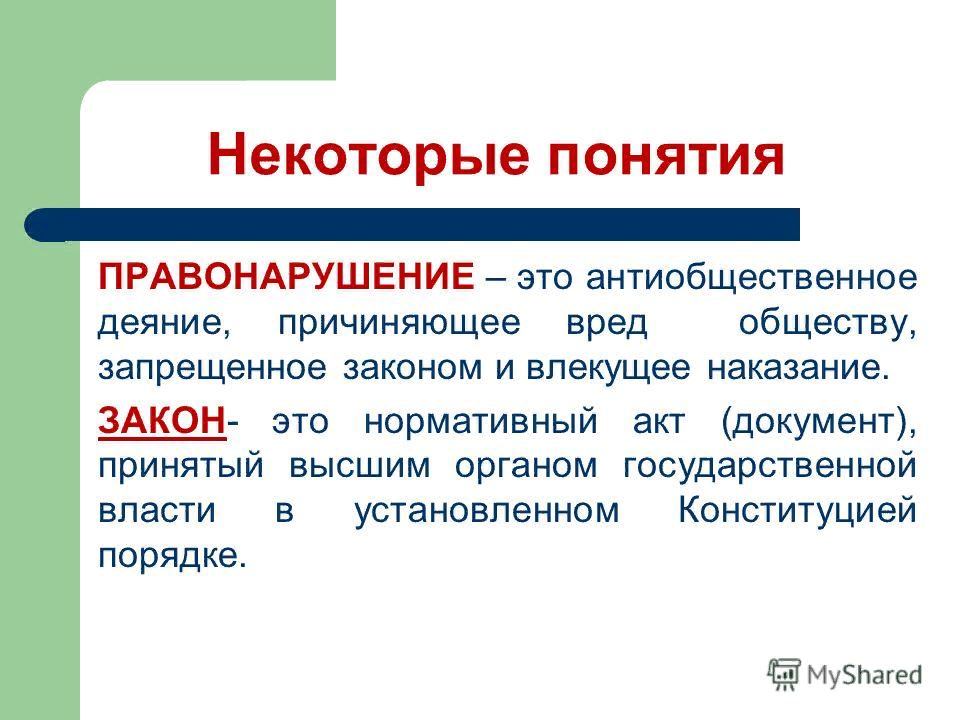 Некоторые понятия
ПРАВОНАРУШЕНИЕ – это антиобщественное
деяние, причиняющее вред обществу,
запрещенное законом и влекущее наказание.
ЗАКОН- это нормативный акт (документ),
принятый высшим органом государственной
власти в установленном Конституцией
порядке.
MyShared